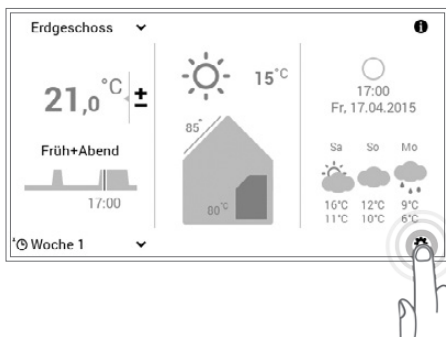 Erdgeschoss
21,0 °C ±
Früh+Abend
17:00
Woche 1
15°C
85°
80°C
17:00
Fr, 17.04.2015
Sa So Mo
16°C 12°C 9°C
11°C 10°C 6°C